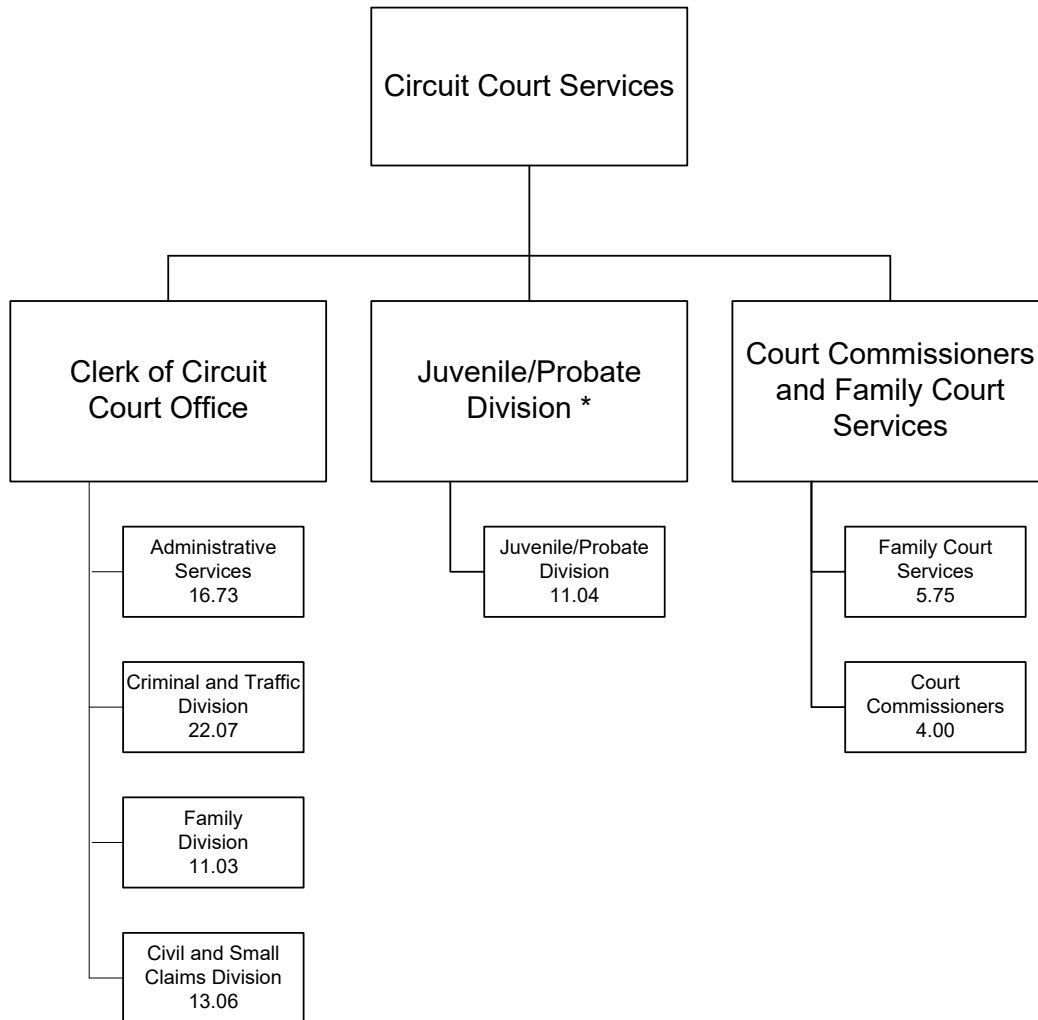 Circuit Court Services
Clerk of Circuit
Court Office
Juvenile/Probate
Division *
Court Commissioners
and Family Court
Services
Administrative
Services
16.73
Criminal and Traffic
Division
22.07
Family
Division
11.03
Civil and Small
Claims Division
13.06
Juvenile/Probate
Division
11.04
Family Court
Services
5.75
Court
Commissioners
4.00